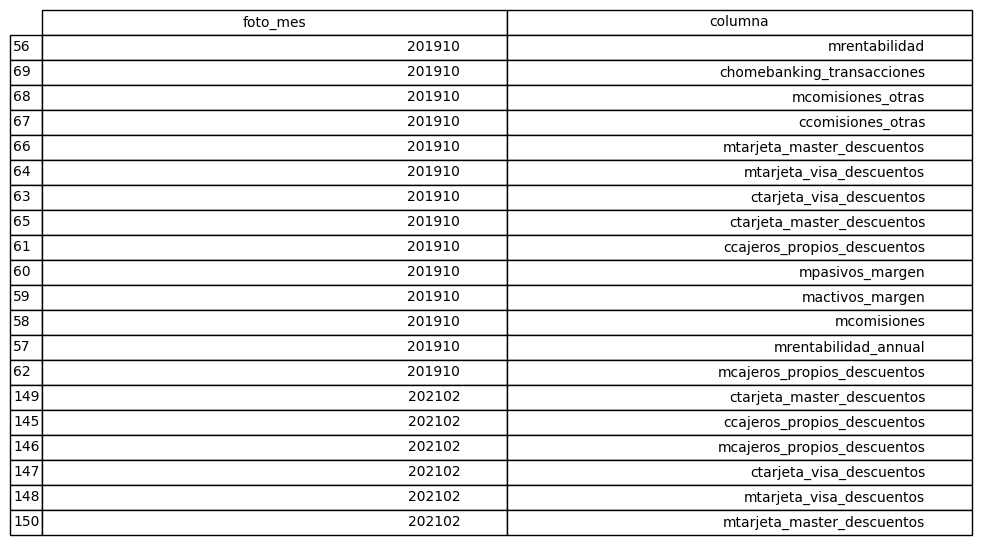 foto_mes columna
56 201910 mrentabilidad
69 201910 chomebanking_transacciones
68 201910 mcomisiones_otras
67 201910 ccomisiones_otras
66 201910 mtarjeta_master_descuentos
64 201910 mtarjeta_visa_descuentos
63 201910 ctarjeta_visa_descuentos
65 201910 ctarjeta_master_descuentos
61 201910 ccajeros_propios_descuentos
60 201910 mpasivos_margen
59 201910 mactivos_margen
58 201910 mcomisiones
57 201910 mrentabilidad_annual
62 201910 mcajeros_propios_descuentos
149 202102 ctarjeta_master_descuentos
145 202102 ccajeros_propios_descuentos
146 202102 mcajeros_propios_descuentos
147 202102 ctarjeta_visa_descuentos
148 202102 mtarjeta_visa_descuentos
150 202102 mtarjeta_master_descuentos